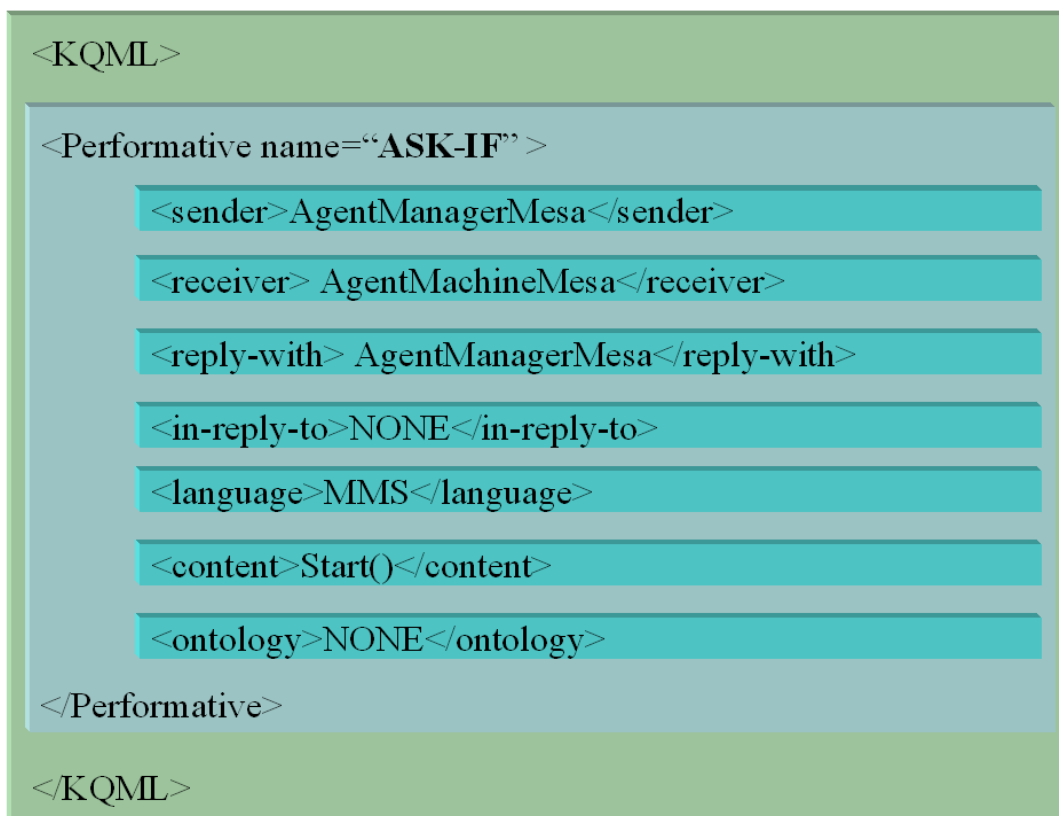 <KQML>
<Performative name=“ASK-IF” >
<sender>AgentManagerMesa</sender>
<receiver> AgentMachineMesa</receiver>
<reply-with> AgentManagerMesa</reply-with>
<in-reply-to>NONE</in-reply-to>
<language>MMS</language>
<content>Start()</content>
<ontology>NONE</ontology>
</Performative>
</KQML>